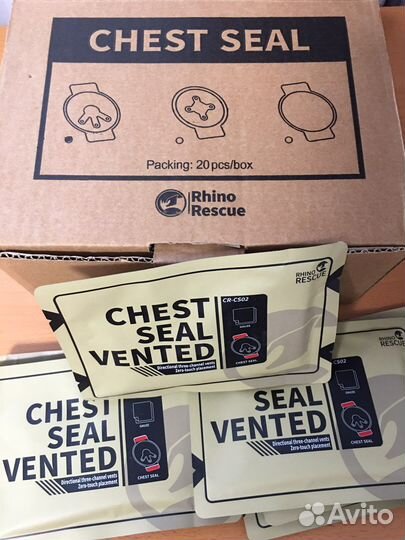 CHEST SEAL
Packing: 20pcs/box
Rhino
Rescue
RHINO
RESCUE
CHEST
SEAL
VENTED
CR-CS02
GAUZE
CHEST SEAL
Directional three-channel vents
Zero-touch placement
CHEST
SEAL
VENTED
GAUZE
CHEST SEAL
Directional three-channel vents
Zero-touch placement
RHINO
RESCUE
SEAL
VENTED
CS02
GAUZE
CHEST SEAL
Directional three-channel vents
Zero-touch placement
Avito